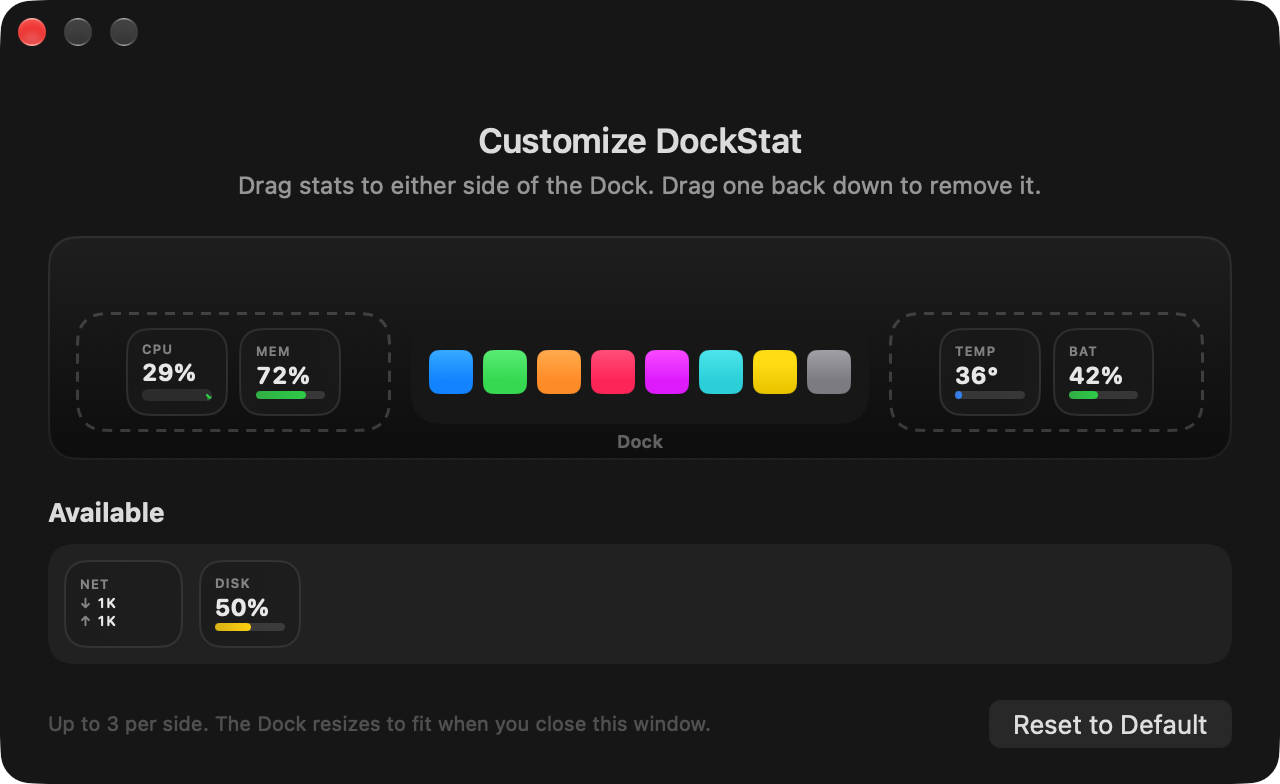 Customize DockStat
Drag stats to either side of the Dock. Drag one back down to remove it.
CPU
29%
MEM
72%
TEMP
36°
BAT
42%
Dock
Available
NET
↓ 1K
↑ 1K
DISK
50%
Up to 3 per side. The Dock resizes to fit when you close this window.
Reset to Default